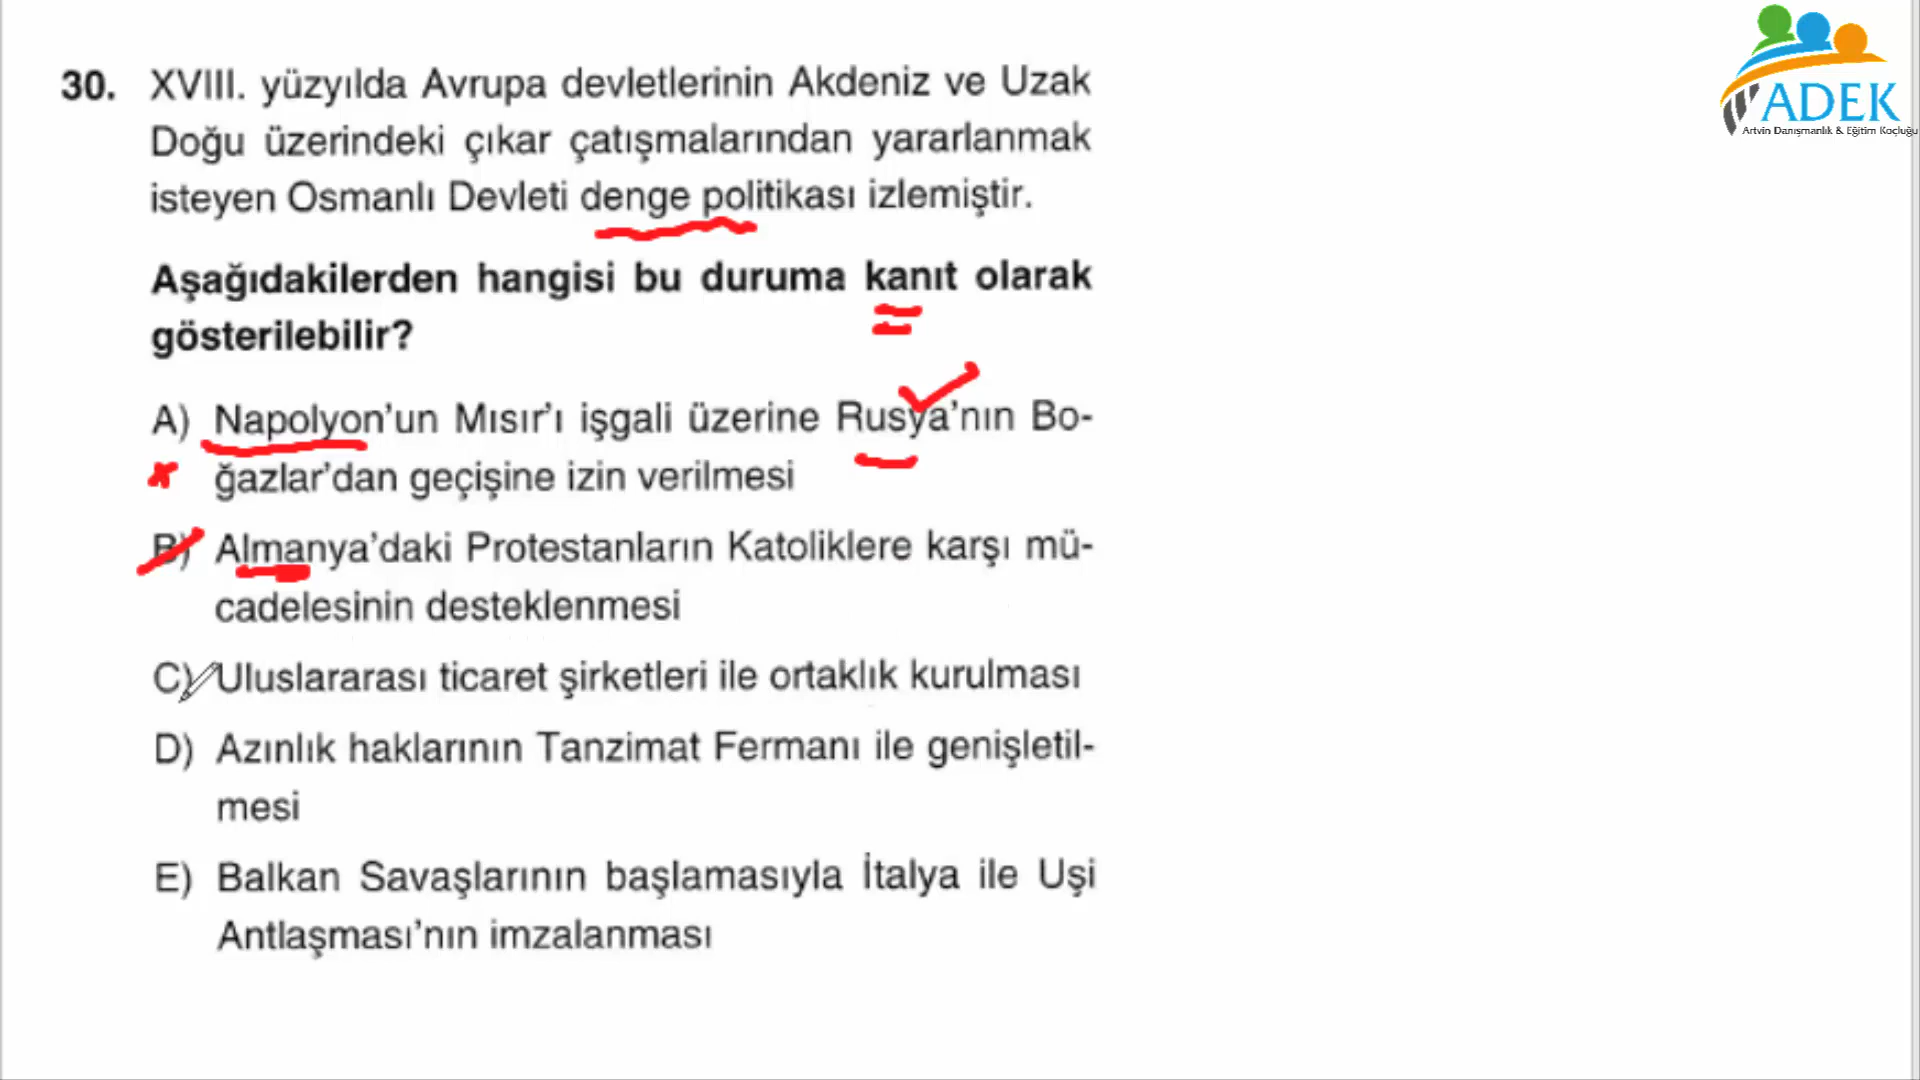 30. XVIII. yüzyılda Avrupa devletlerinin Akdeniz ve Uzak
Doğu üzerindeki çıkar çatışmalarından yararlanmak
isteyen Osmanlı Devleti denge politikası izlemiştir.
Aşağıdakilerden hangisi bu duruma kanıt olarak
gösterilebilir?
A) Napolyon'un Mısır'ı işgali üzerine Rusya'nın Bo-
ğazlar'dan geçişine izin verilmesi
B) Almanya'daki Protestanların Katoliklere karşı mü-
cadelesinin desteklenmesi
C) Uluslararası ticaret şirketleri ile ortaklık kurulması
D) Azınlık haklarının Tanzimat Fermanı ile genişletil-
mesi
E) Balkan Savaşlarının başlamasıyla İtalya ile Uşi
Antlaşması'nın imzalanması
ADEK
Artvin Danışmanlık & Eğitim Koçluğu